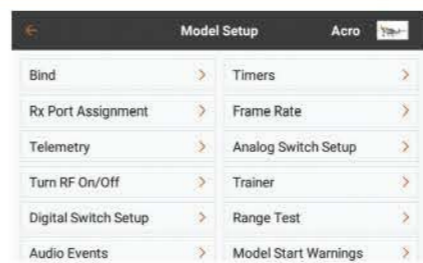 Model Setup Acro
Bind
Timers
Rx Port Assignment
Frame Rate
Telemetry
Analog Switch Setup
Turn RF On/Off
Trainer
Digital Switch Setup
Range Test
Audio Events
Model Start Warnings